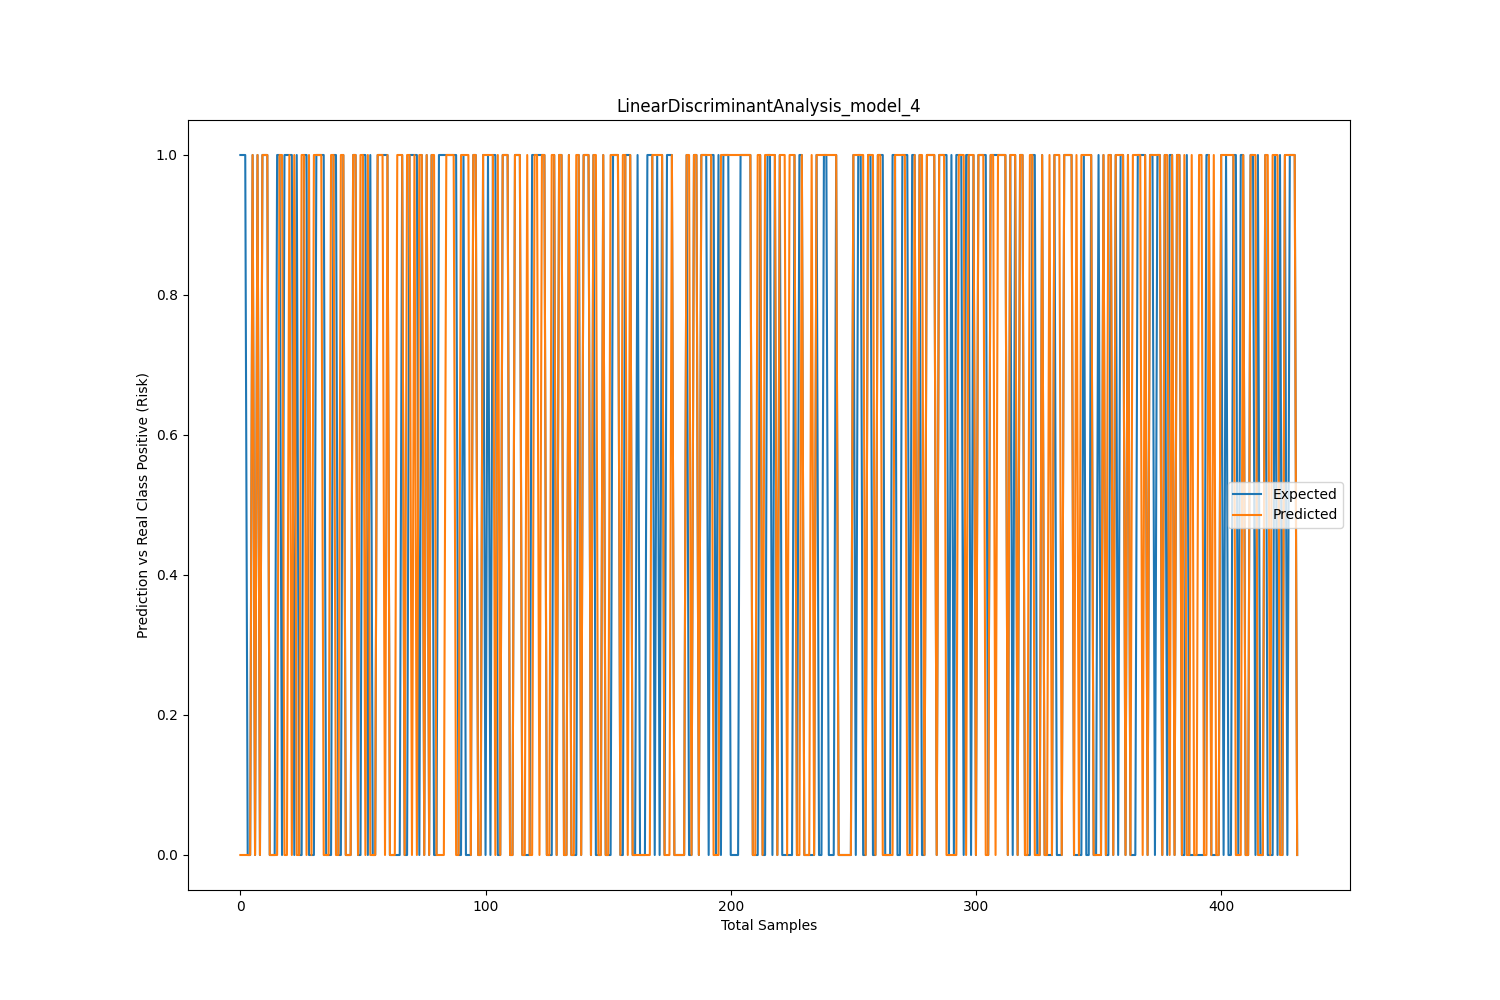 LinearDiscriminantAnalysis_model_4
1.0
0.8
0.6
0.4
0.2
0.0
Prediction vs Real Class Positive (Risk)
Expected
Predicted
0
100
200
300
400
Total Samples